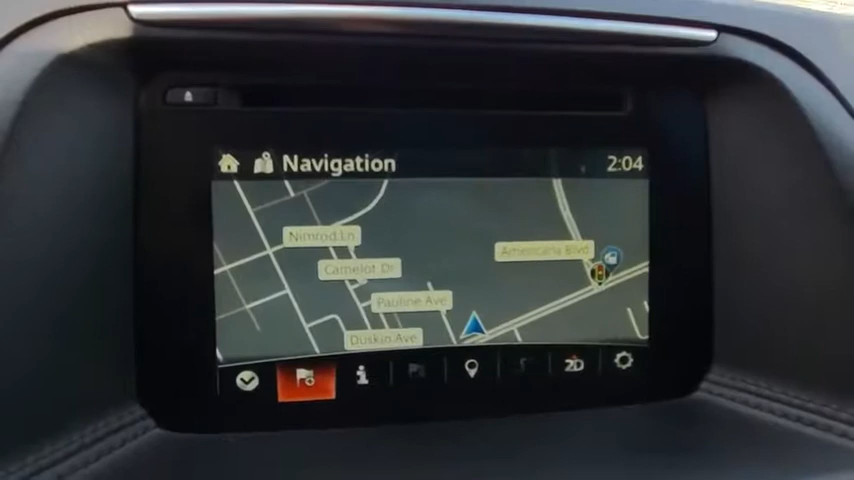 Navigation
2:04
Nimrod Ln
Americana Blvd
Camelot Dr
Pauline Ave
Duskin Ave
2D